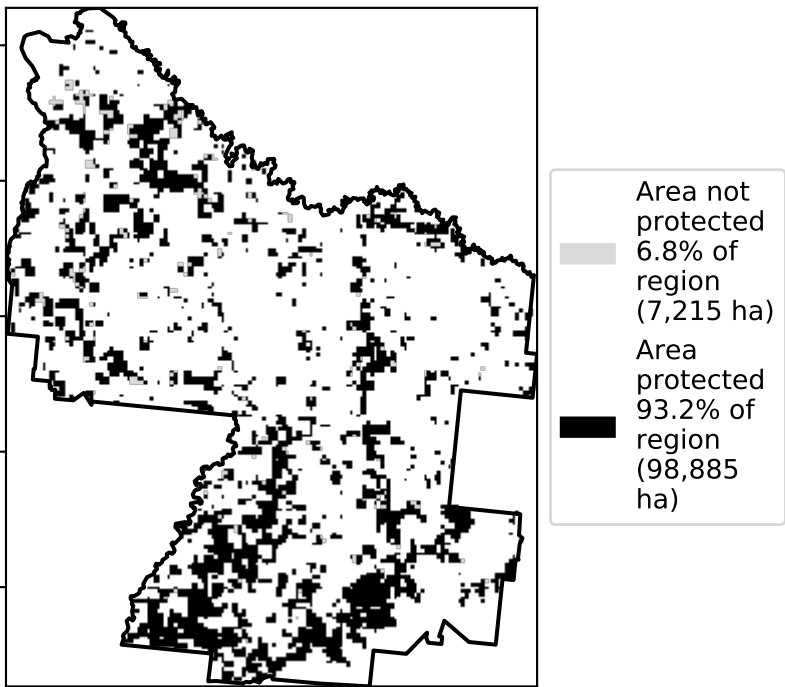 Area not
protected
6.8% of
region
(7,215 ha)
Area
protected
93.2% of
region
(98,885
ha)